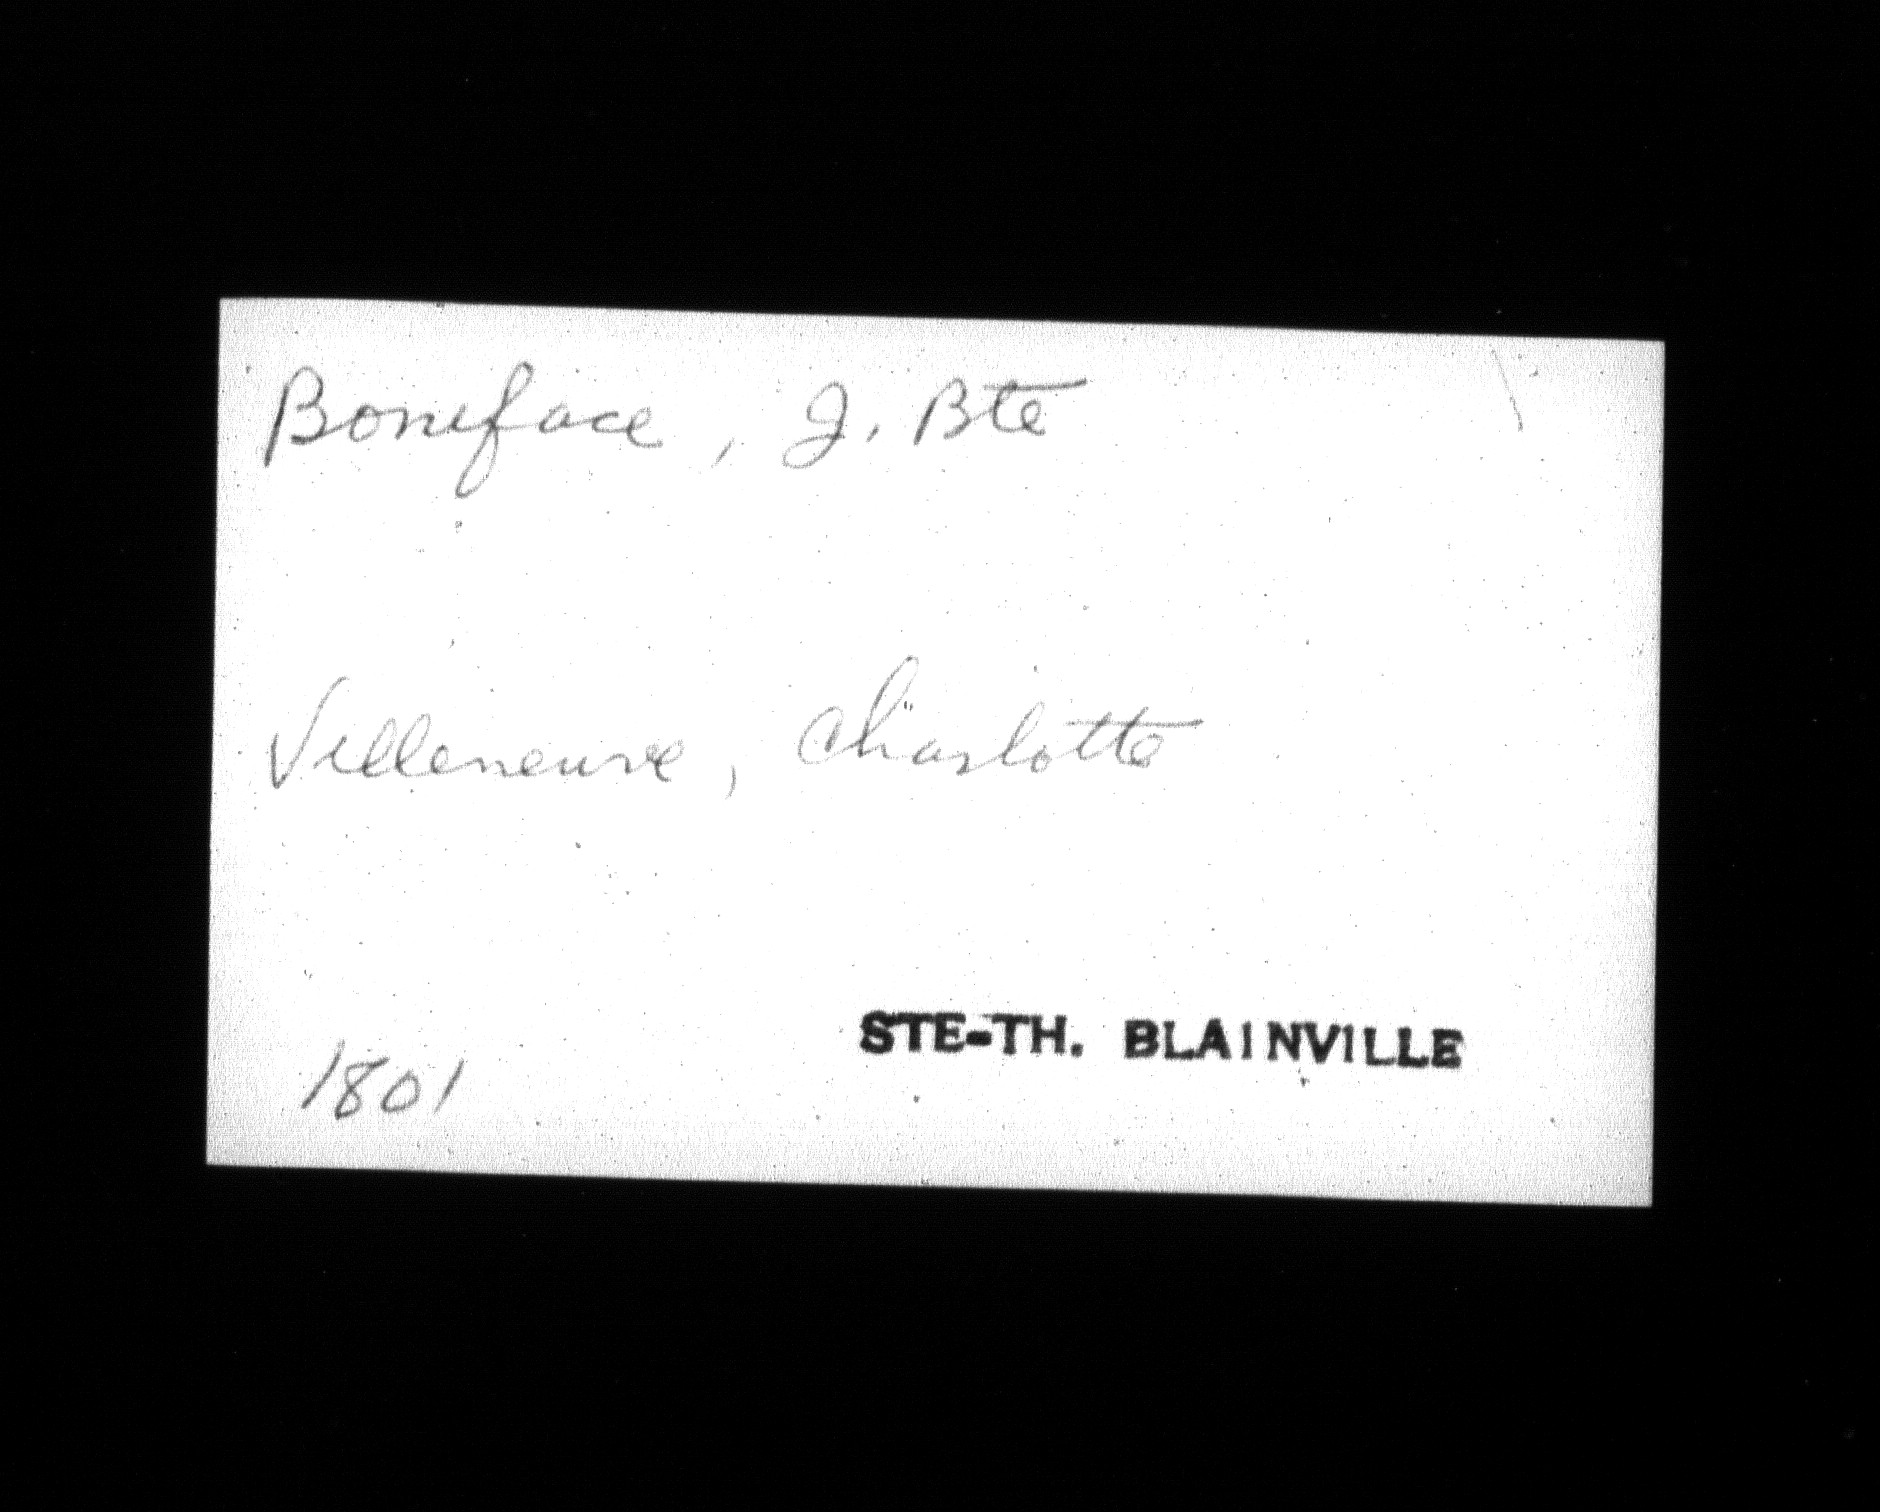 Boniface, J. Bte
Villeneuve, Charlotte
STE-TH. BLAINVILLE
1801